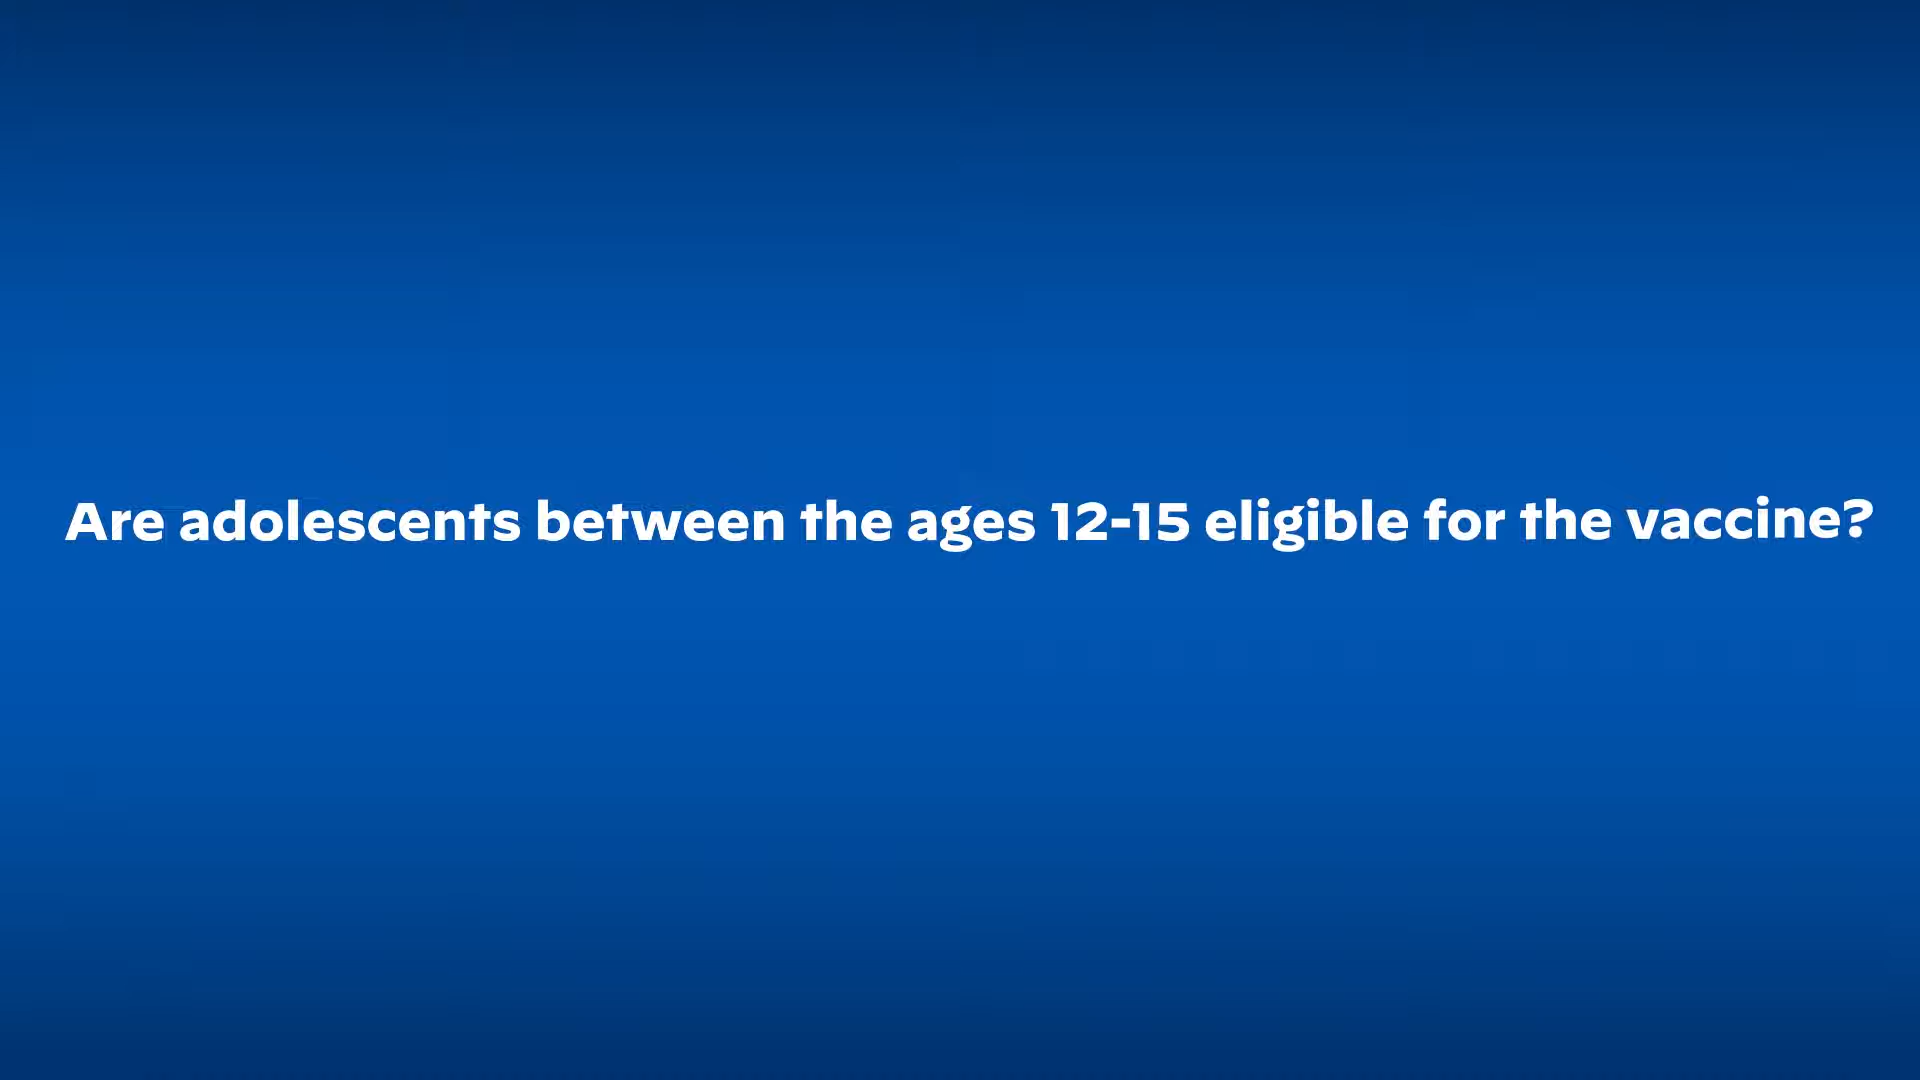 Are adolescents between the ages 12-15 eligible for the vaccine?